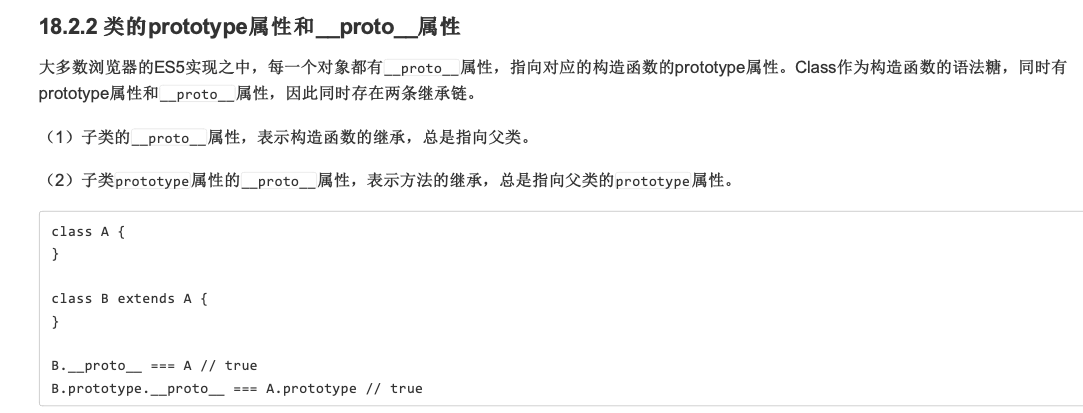 18.2.2 类的prototype属性和__proto__属性
大多数浏览器的ES5实现之中，每一个对象都有__proto__属性，指向对应的构造函数的prototype属性。Class作为构造函数的语法糖，同时有
prototype属性和__proto__属性，因此同时存在两条继承链。
（1）子类的__proto__属性，表示构造函数的继承，总是指向父类。
（2）子类prototype属性的__proto__属性，表示方法的继承，总是指向父类的prototype属性。
class A {
}
class B extends A {
}
B.__proto__ === A // true
B.prototype.__proto__ === A.prototype // true